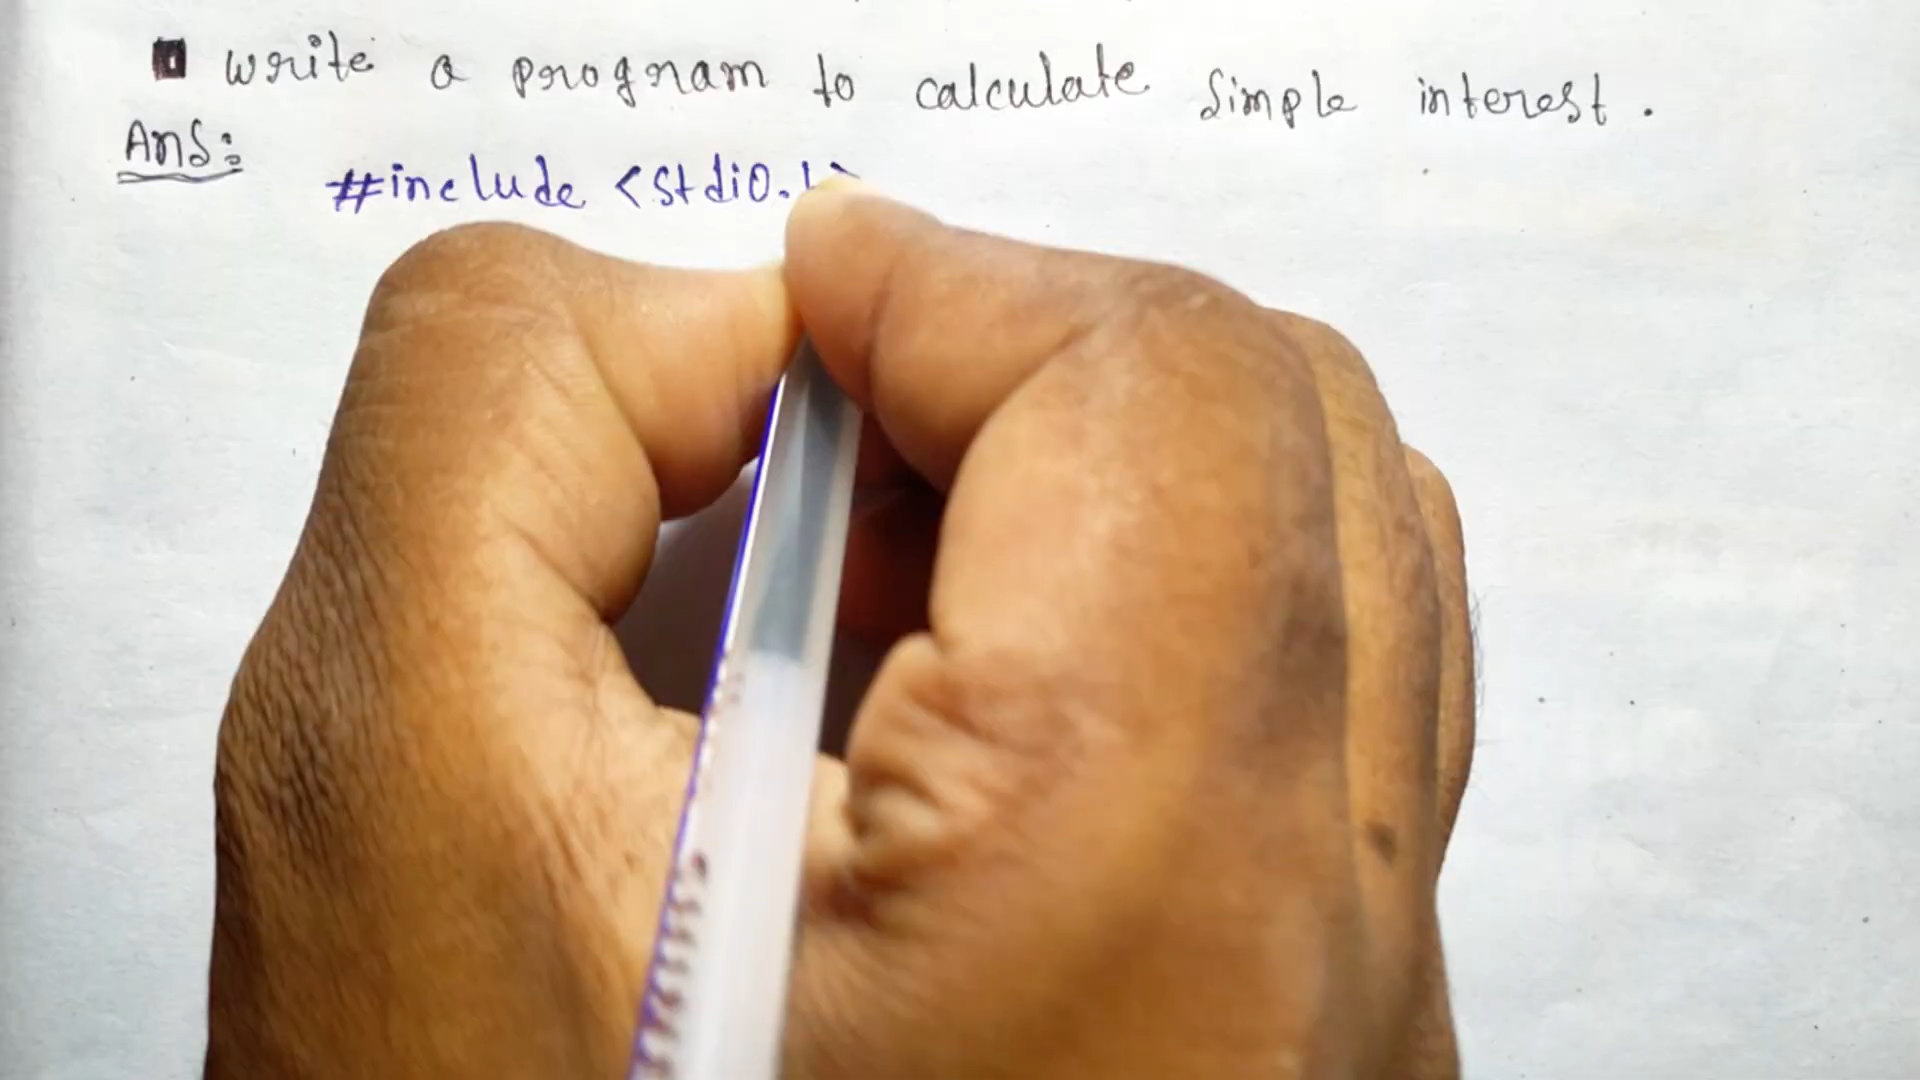 write a program to calculate simple interest.
Ans:
#include <stdio.h>